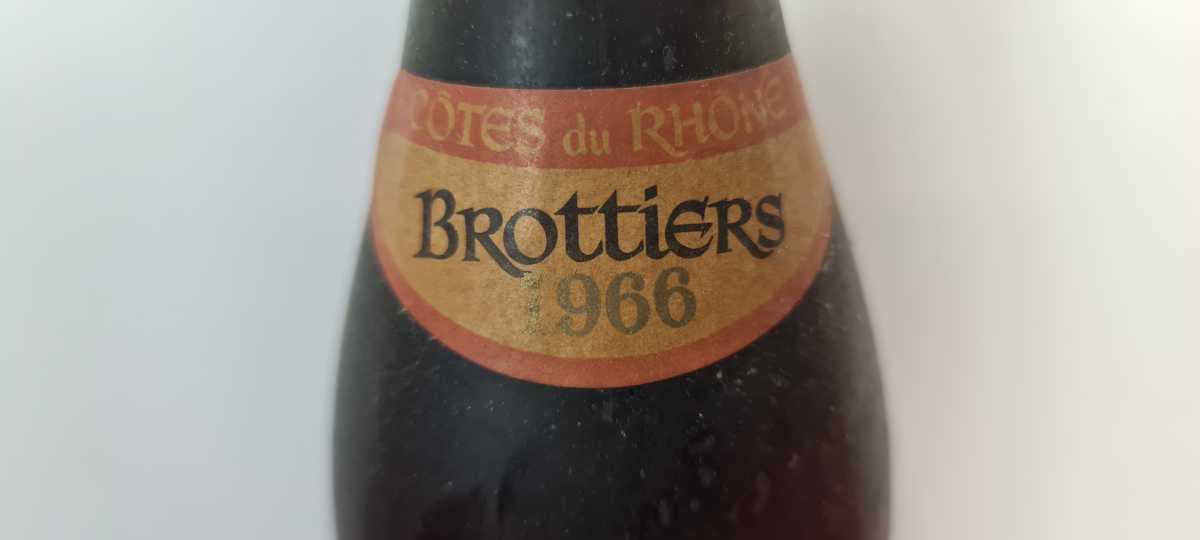 CÔTES du RHÔNE
BROTTIERS
1966